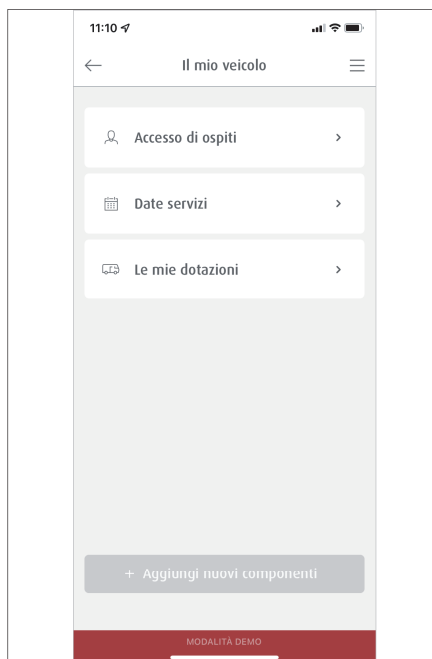 11:10
Il mio veicolo
Accesso di ospiti
Date servizi
Le mie dotazioni
+ Aggiungi nuovi componenti
MODALITÀ DEMO